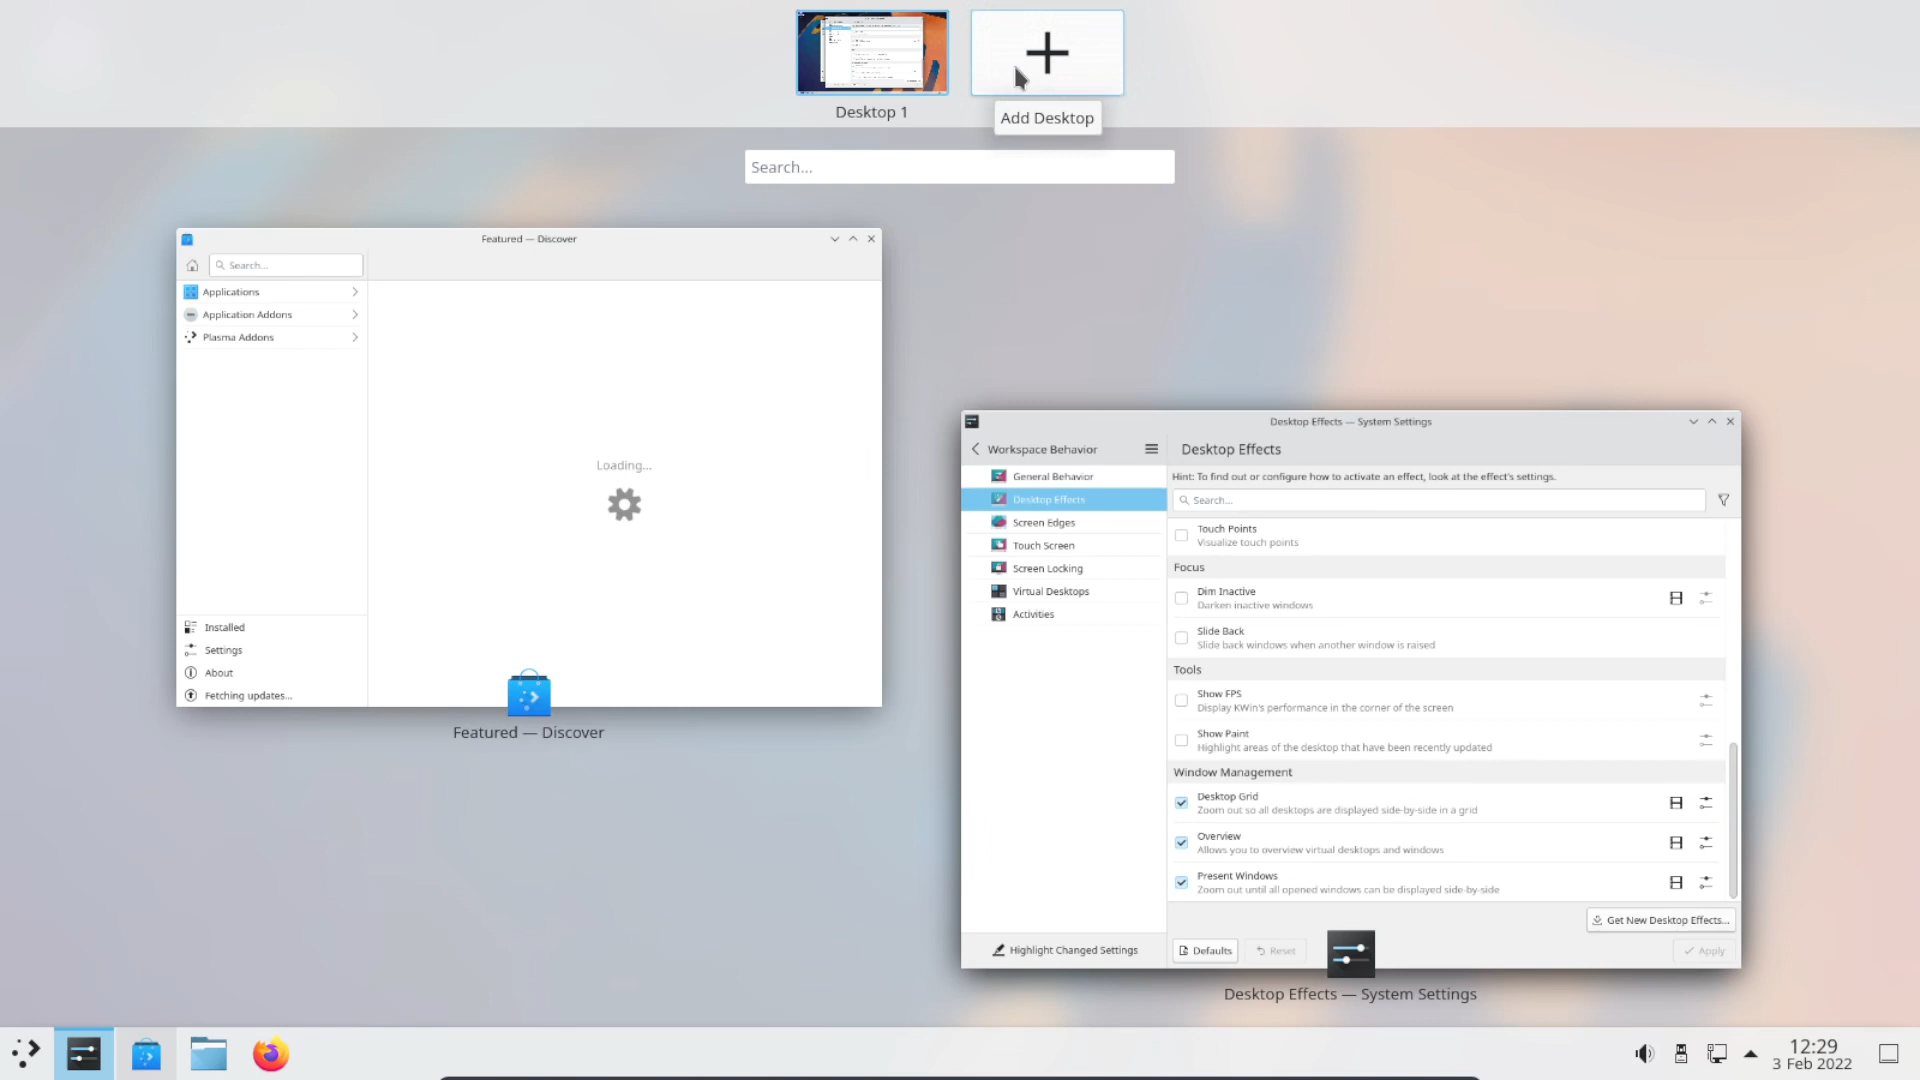 Desktop 1
Add Desktop
Search...
Featured — Discover
Search...
Applications
Application Addons
Plasma Addons
Loading...
Installed
Settings
About
Fetching updates...
Featured — Discover
Desktop Effects — System Settings
Workspace Behavior
Desktop Effects
General Behavior
Desktop Effects
Screen Edges
Touch Screen
Screen Locking
Virtual Desktops
Activities
Highlight Changed Settings
Hint: To find out or configure how to activate an effect, look at the effect's settings.
Search...
Touch Points
Visualize touch points
Focus
Dim Inactive
Darken inactive windows
Slide Back
Slide back windows when another window is raised
Tools
Show FPS
Display KWin's performance in the corner of the screen
Show Paint
Highlight areas of the desktop that have been recently updated
Window Management
Desktop Grid
Zoom out so all desktops are displayed side-by-side in a grid
Overview
Allows you to overview virtual desktops and windows
Present Windows
Zoom out until all opened windows can be displayed side-by-side
Get New Desktop Effects...
Defaults
Reset
Apply
Desktop Effects — System Settings
12:29
3 Feb 2022